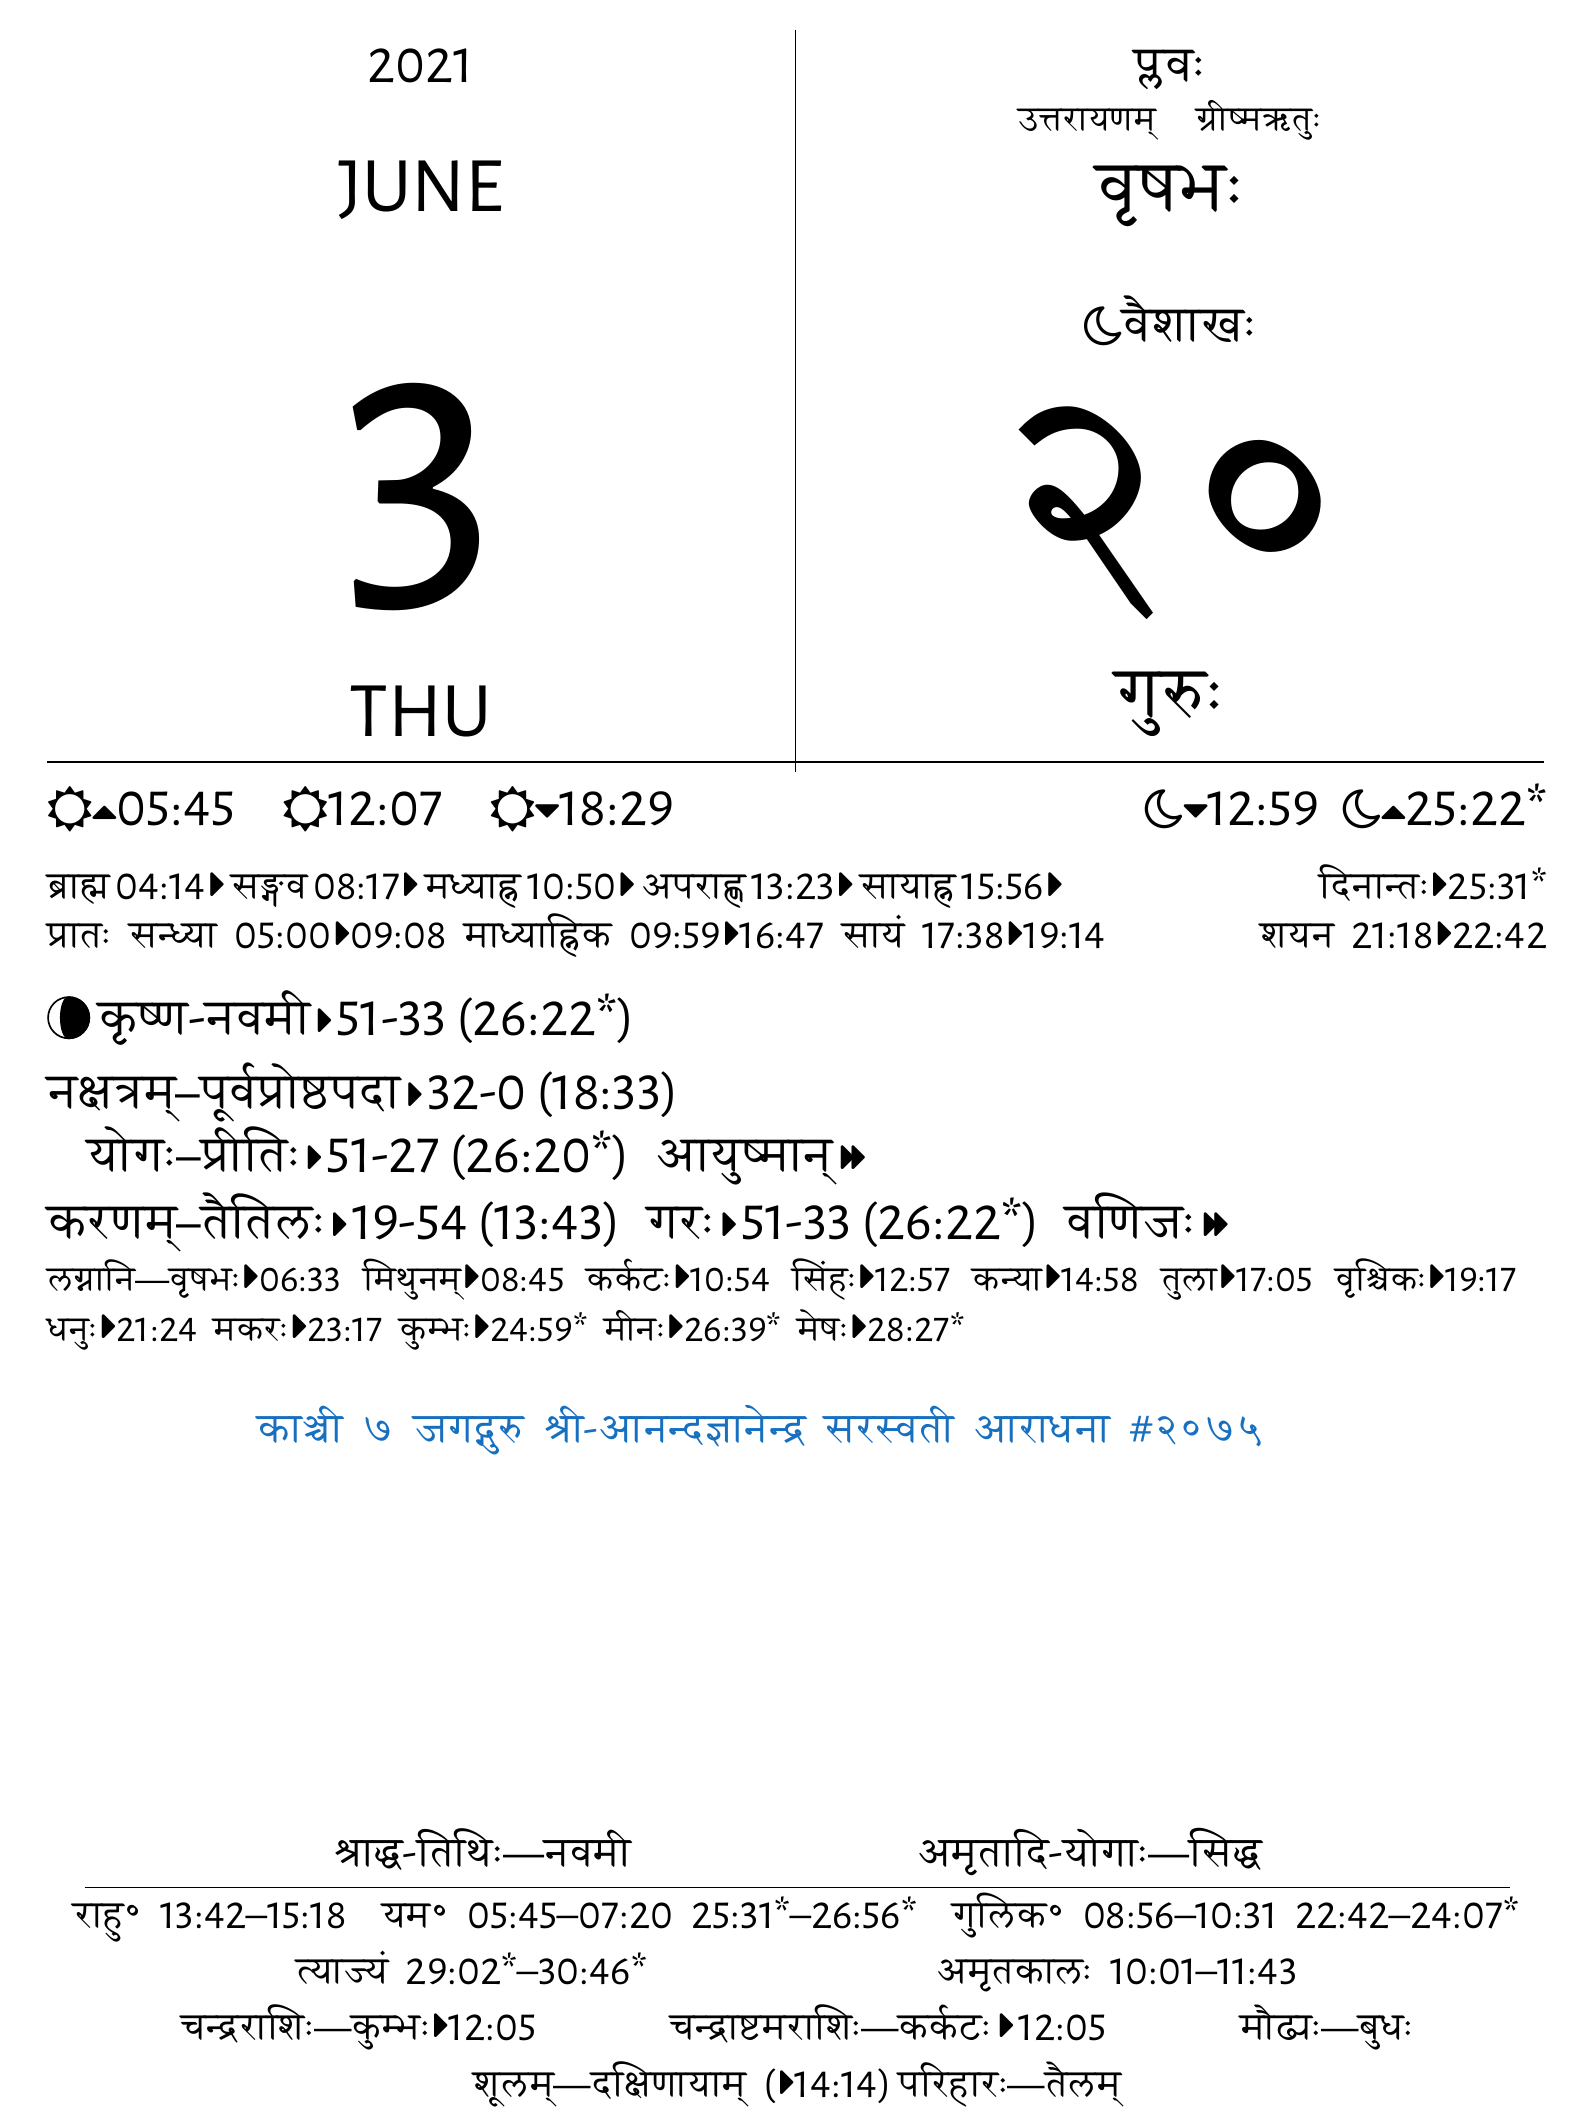 2021
JUNE
3
THU
प्लवः
उत्तरायणम् ग्रीष्मऋतुः
वृषभः
वैशाखः
२०
गुरुः
05:45 12:07 18:29 12:59 25:22*
ब्राह्म 04:14 सङ्गव 08:17 मध्याह्न 10:50 अपराह्ण 13:23 सायाह्न 15:56 दिनान्तः 25:31*
प्रातः सन्ध्या 05:00 09:08 माध्याह्निक 09:59 16:47 सायं 17:38 19:14 शयन 21:18 22:42
कृष्ण-नवमी 51-33 (26:22*)
नक्षत्रम्–पूर्वप्रोष्ठपदा 32-0 (18:33)
योगः–प्रीतिः 51-27 (26:20*) आयुष्मान्
करणम्–तैतिलः 19-54 (13:43) गरः 51-33 (26:22*) वणिजः
लग्नानि—वृषभः 06:33 मिथुनम् 08:45 कर्कटः 10:54 सिंहः 12:57 कन्या 14:58 तुला 17:05 वृश्चिकः 19:17
धनुः 21:24 मकरः 23:17 कुम्भः 24:59* मीनः 26:39* मेषः 28:27*
काञ्ची ७ जगद्गुरु श्री-आनन्दज्ञानेन्द्र सरस्वती आराधना #२०७५
श्राद्ध-तिथिः—नवमी अमृतादि-योगाः—सिद्ध
राहु॰ 13:42–15:18 यम॰ 05:45–07:20 25:31*–26:56* गुलिक॰ 08:56–10:31 22:42–24:07*
त्याज्यं 29:02*–30:46* अमृतकालः 10:01–11:43
चन्द्रराशिः—कुम्भः 12:05 चन्द्राष्टमराशिः—कर्कटः 12:05 मौढ्यः—बुधः
शूलम्—दक्षिणायाम् (14:14) परिहारः—तैलम्